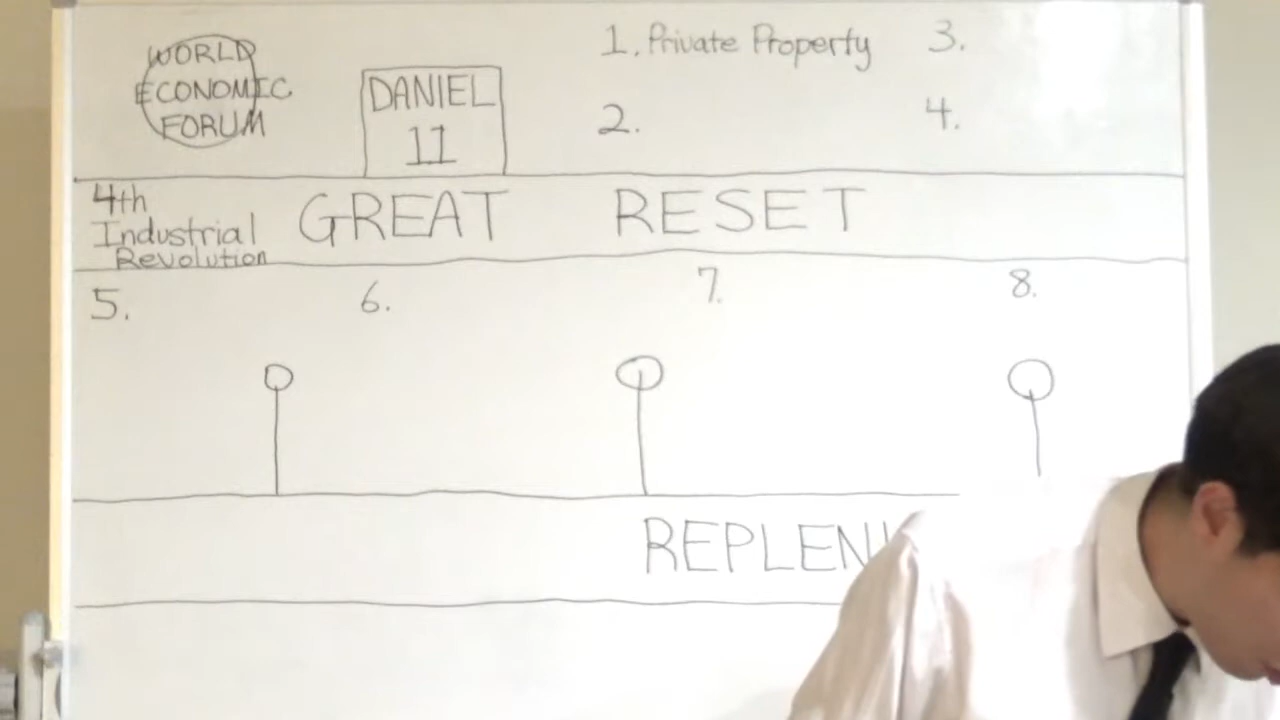 WORLD
ECONOMIC
FORUM
DANIEL
11
1. Private Property
2.
3.
4.
4th
Industrial
Revolution
GREAT RESET
5.
6.
7.
8.
REPLENI